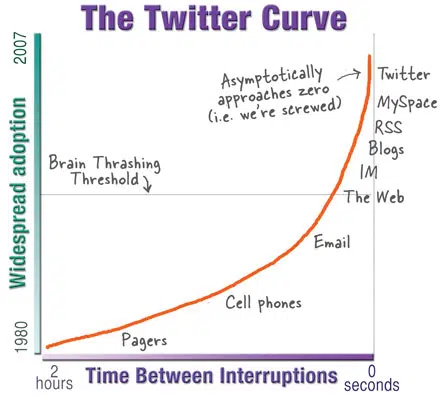 The Twitter Curve
2007
Widespread adoption
1980
Asymptotically
approaches zero
(i.e. we're screwed)
Twitter
MySpace
RSS
Blogs
IM
The Web
Brain Thrashing
Threshold
Email
Cell phones
Pagers
2
hours
Time Between Interruptions
0
seconds